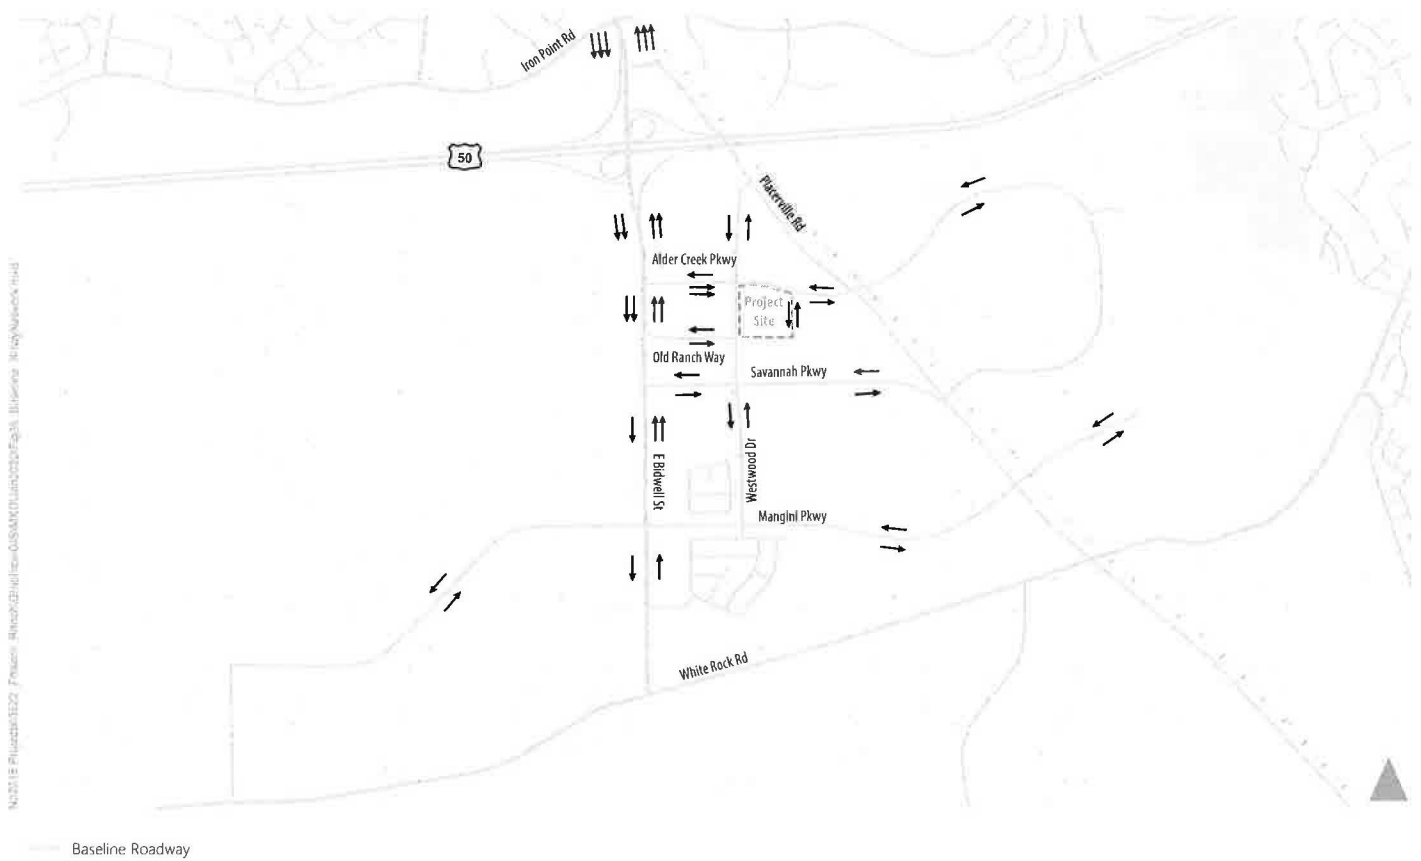 Iron Point Rd
50
Placerville Rd
Alder Creek Pkwy
Project
Site
Old Ranch Way
Savannah Pkwy
E Bidwell St
Westwood Dr
Mangini Pkwy
White Rock Rd
Baseline Roadway